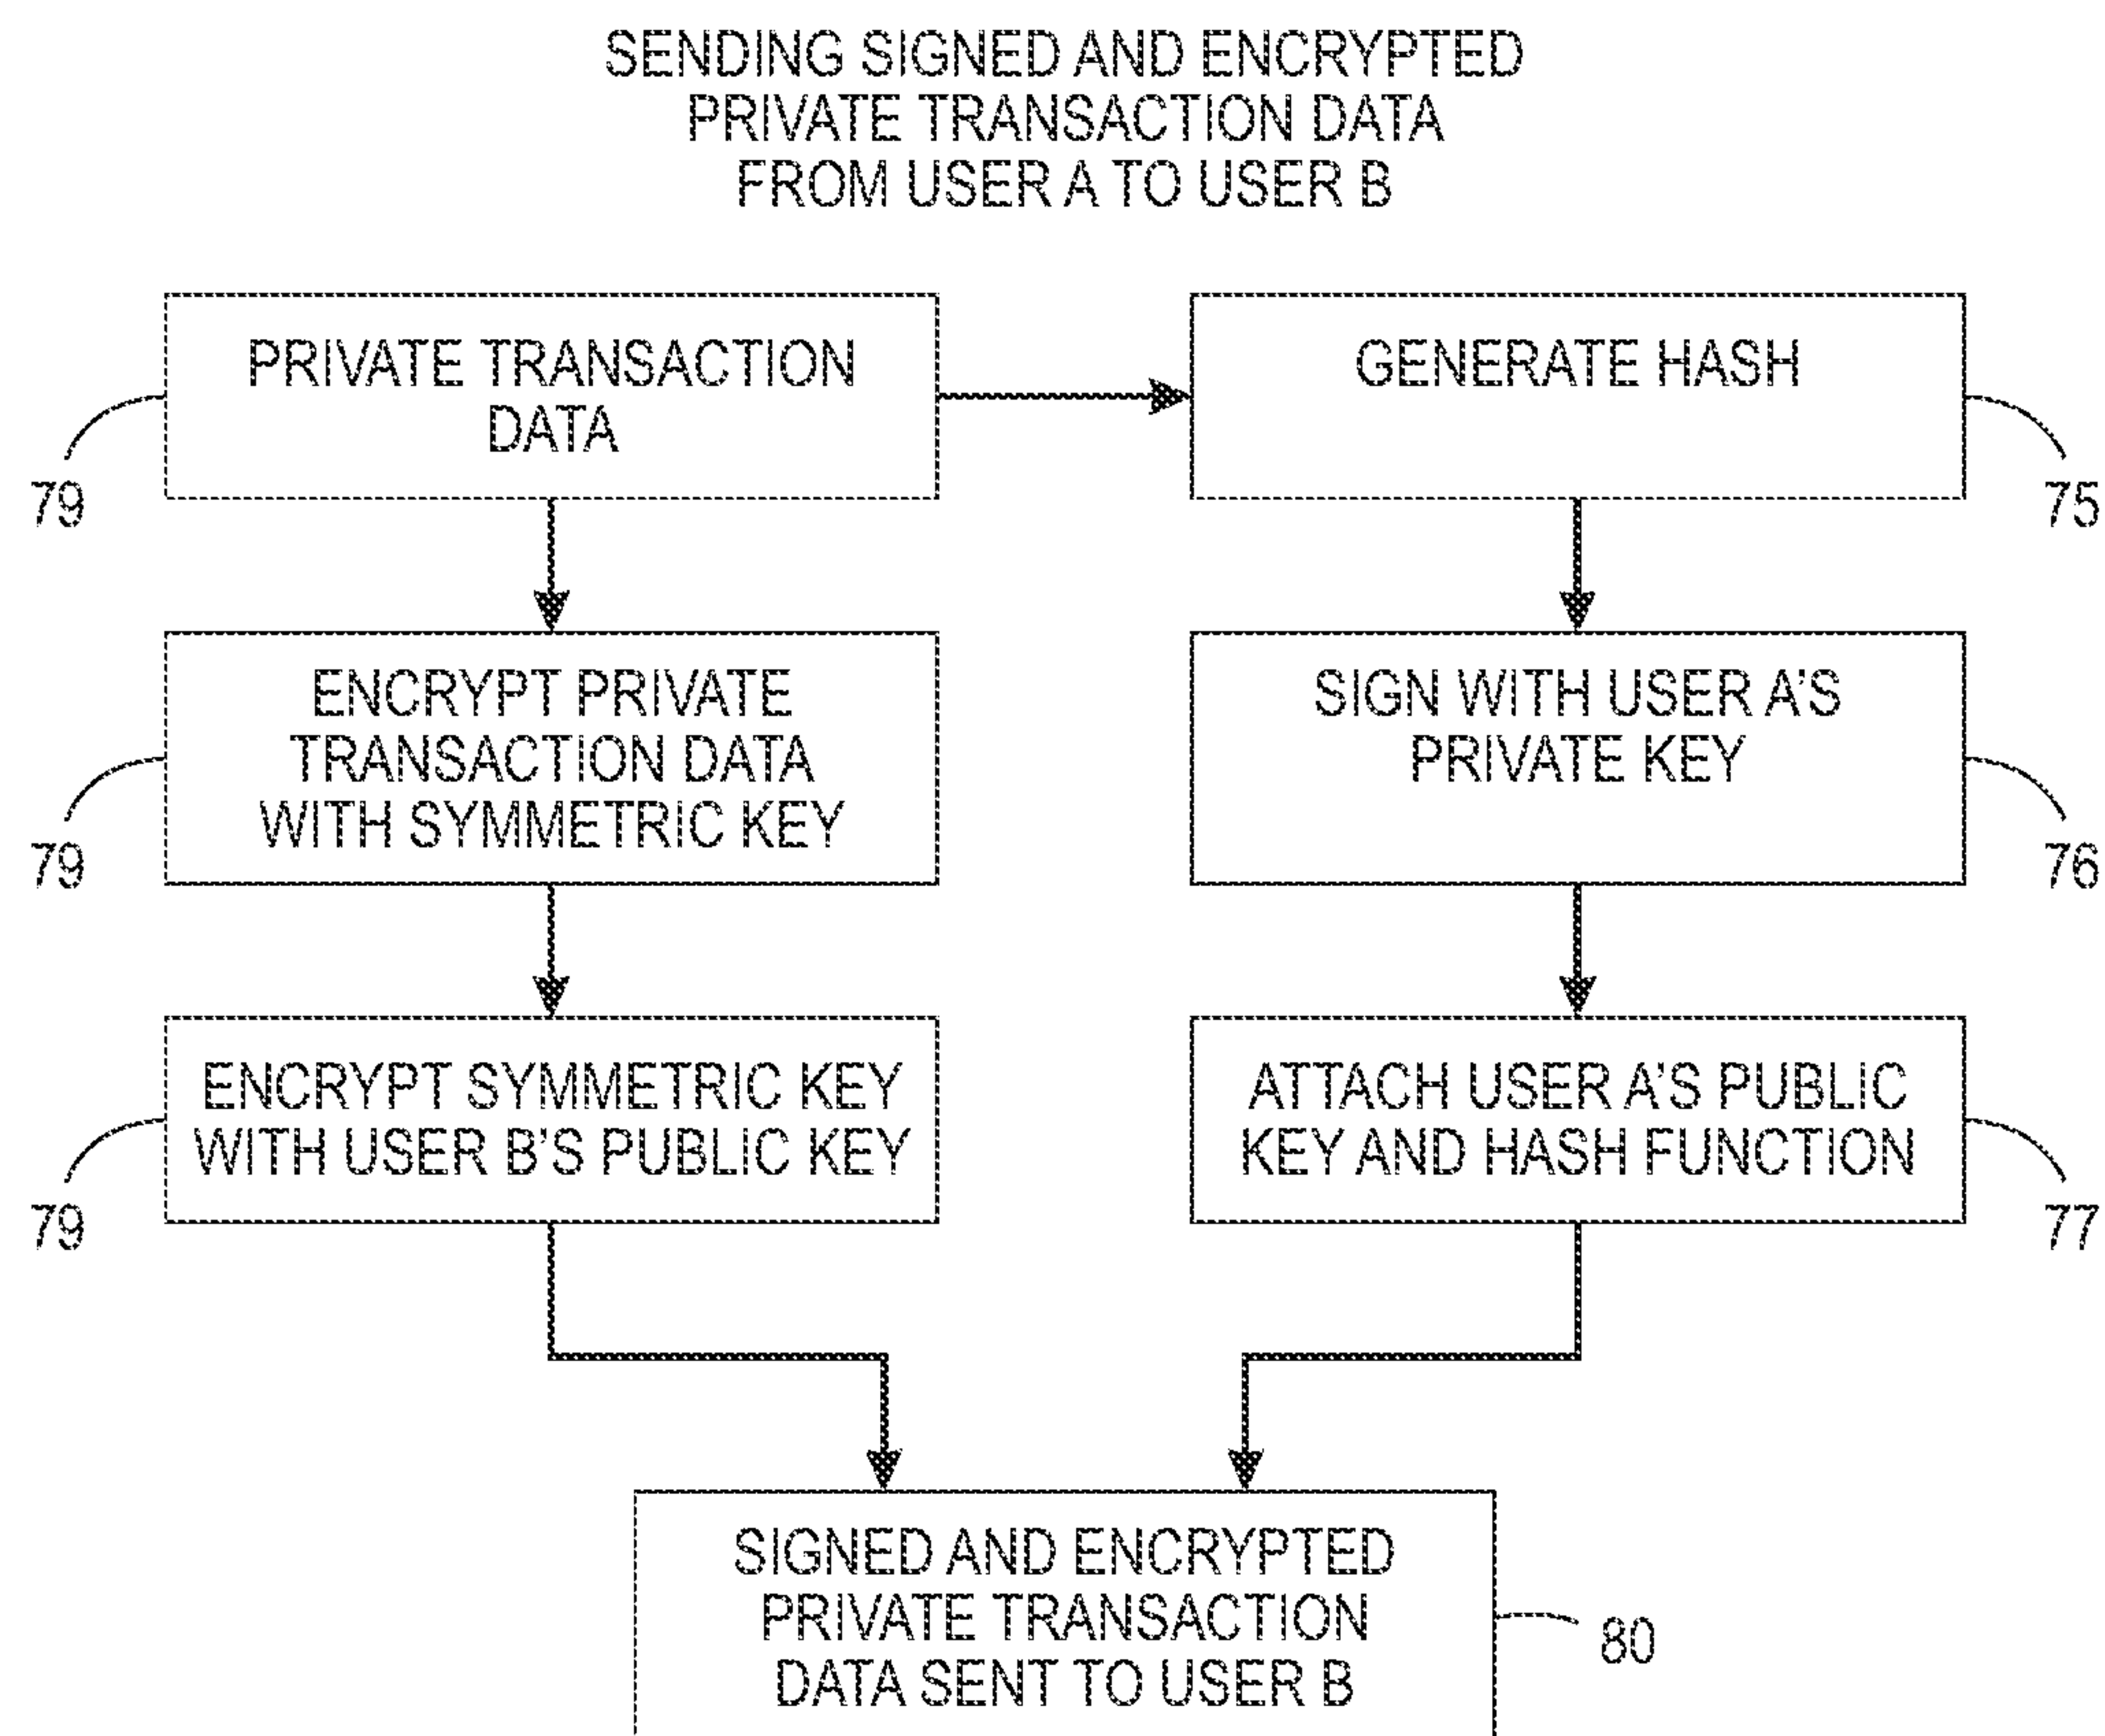 SENDING SIGNED AND ENCRYPTED
PRIVATE TRANSACTION DATA
FROM USER A TO USER B
PRIVATE TRANSACTION
DATA
79
GENERATE HASH
75
ENCRYPT PRIVATE
TRANSACTION DATA
WITH SYMMETRIC KEY
79
SIGN WITH USER A'S
PRIVATE KEY
76
ENCRYPT SYMMETRIC KEY
WITH USER B'S PUBLIC KEY
79
ATTACH USER A'S PUBLIC
KEY AND HASH FUNCTION
77
SIGNED AND ENCRYPTED
PRIVATE TRANSACTION
DATA SENT TO USER B
80